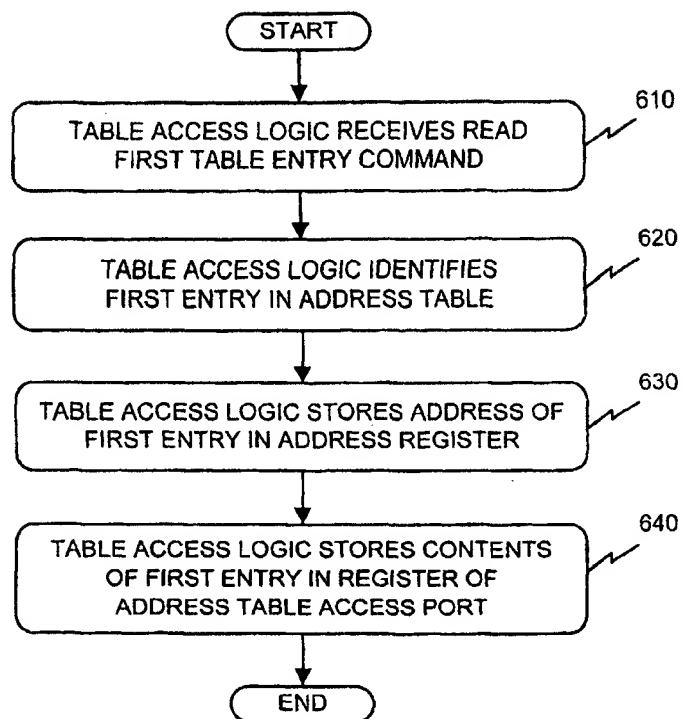 START
610
TABLE ACCESS LOGIC RECEIVES READ
FIRST TABLE ENTRY COMMAND
620
TABLE ACCESS LOGIC IDENTIFIES
FIRST ENTRY IN ADDRESS TABLE
630
TABLE ACCESS LOGIC STORES ADDRESS OF
FIRST ENTRY IN ADDRESS REGISTER
640
TABLE ACCESS LOGIC STORES CONTENTS
OF FIRST ENTRY IN REGISTER OF
ADDRESS TABLE ACCESS PORT
END